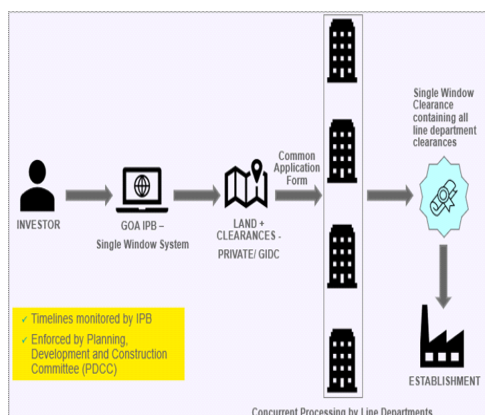 Single Window
Clearance
containing all
line department
clearances
Common
Application
Form
INVESTOR
GOA IPB –
Single Window System
LAND +
CLEARANCES -
PRIVATE/ GIDC
✓ Timelines monitored by IPB
✓ Enforced by Planning,
Development and Construction
Committee (PDCC)
ESTABLISHMENT
Concurrent Processing by Line Departments